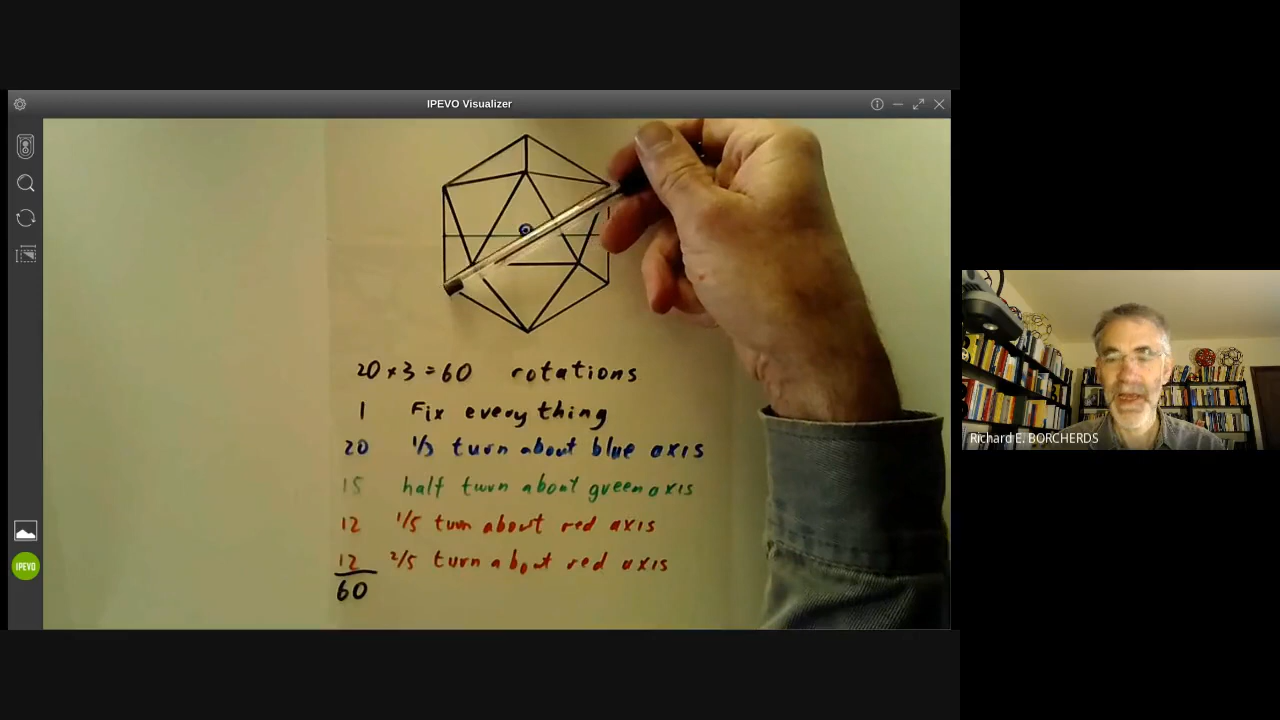 IPEVO Visualizer
20 × 3 = 60 rotations
1 Fix everything
20 1/3 turn about blue axis
15 half turn about green axis
12 1/5 turn about red axis
12 2/5 turn about red axis
60
IPEVO
Richard E. BORCHERDS